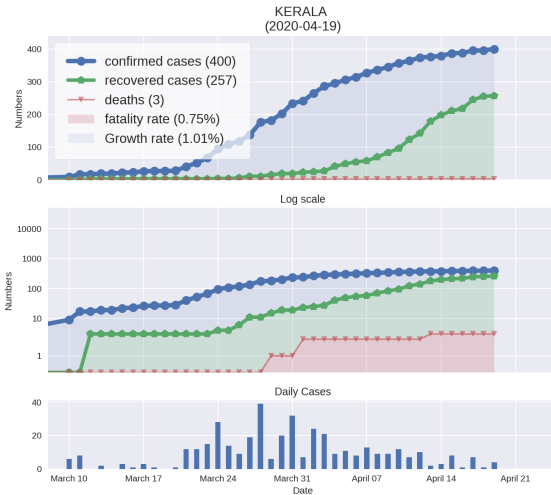 KERALA
(2020-04-19)
400
300
200
100
0
Numbers
confirmed cases (400)
recovered cases (257)
deaths (3)
fatality rate (0.75%)
Growth rate (1.01%)
Log scale
10000
1000
100
10
1
Numbers
Daily Cases
40
20
0
March 10
March 17
March 24
March 31
April 07
April 14
April 21
Date